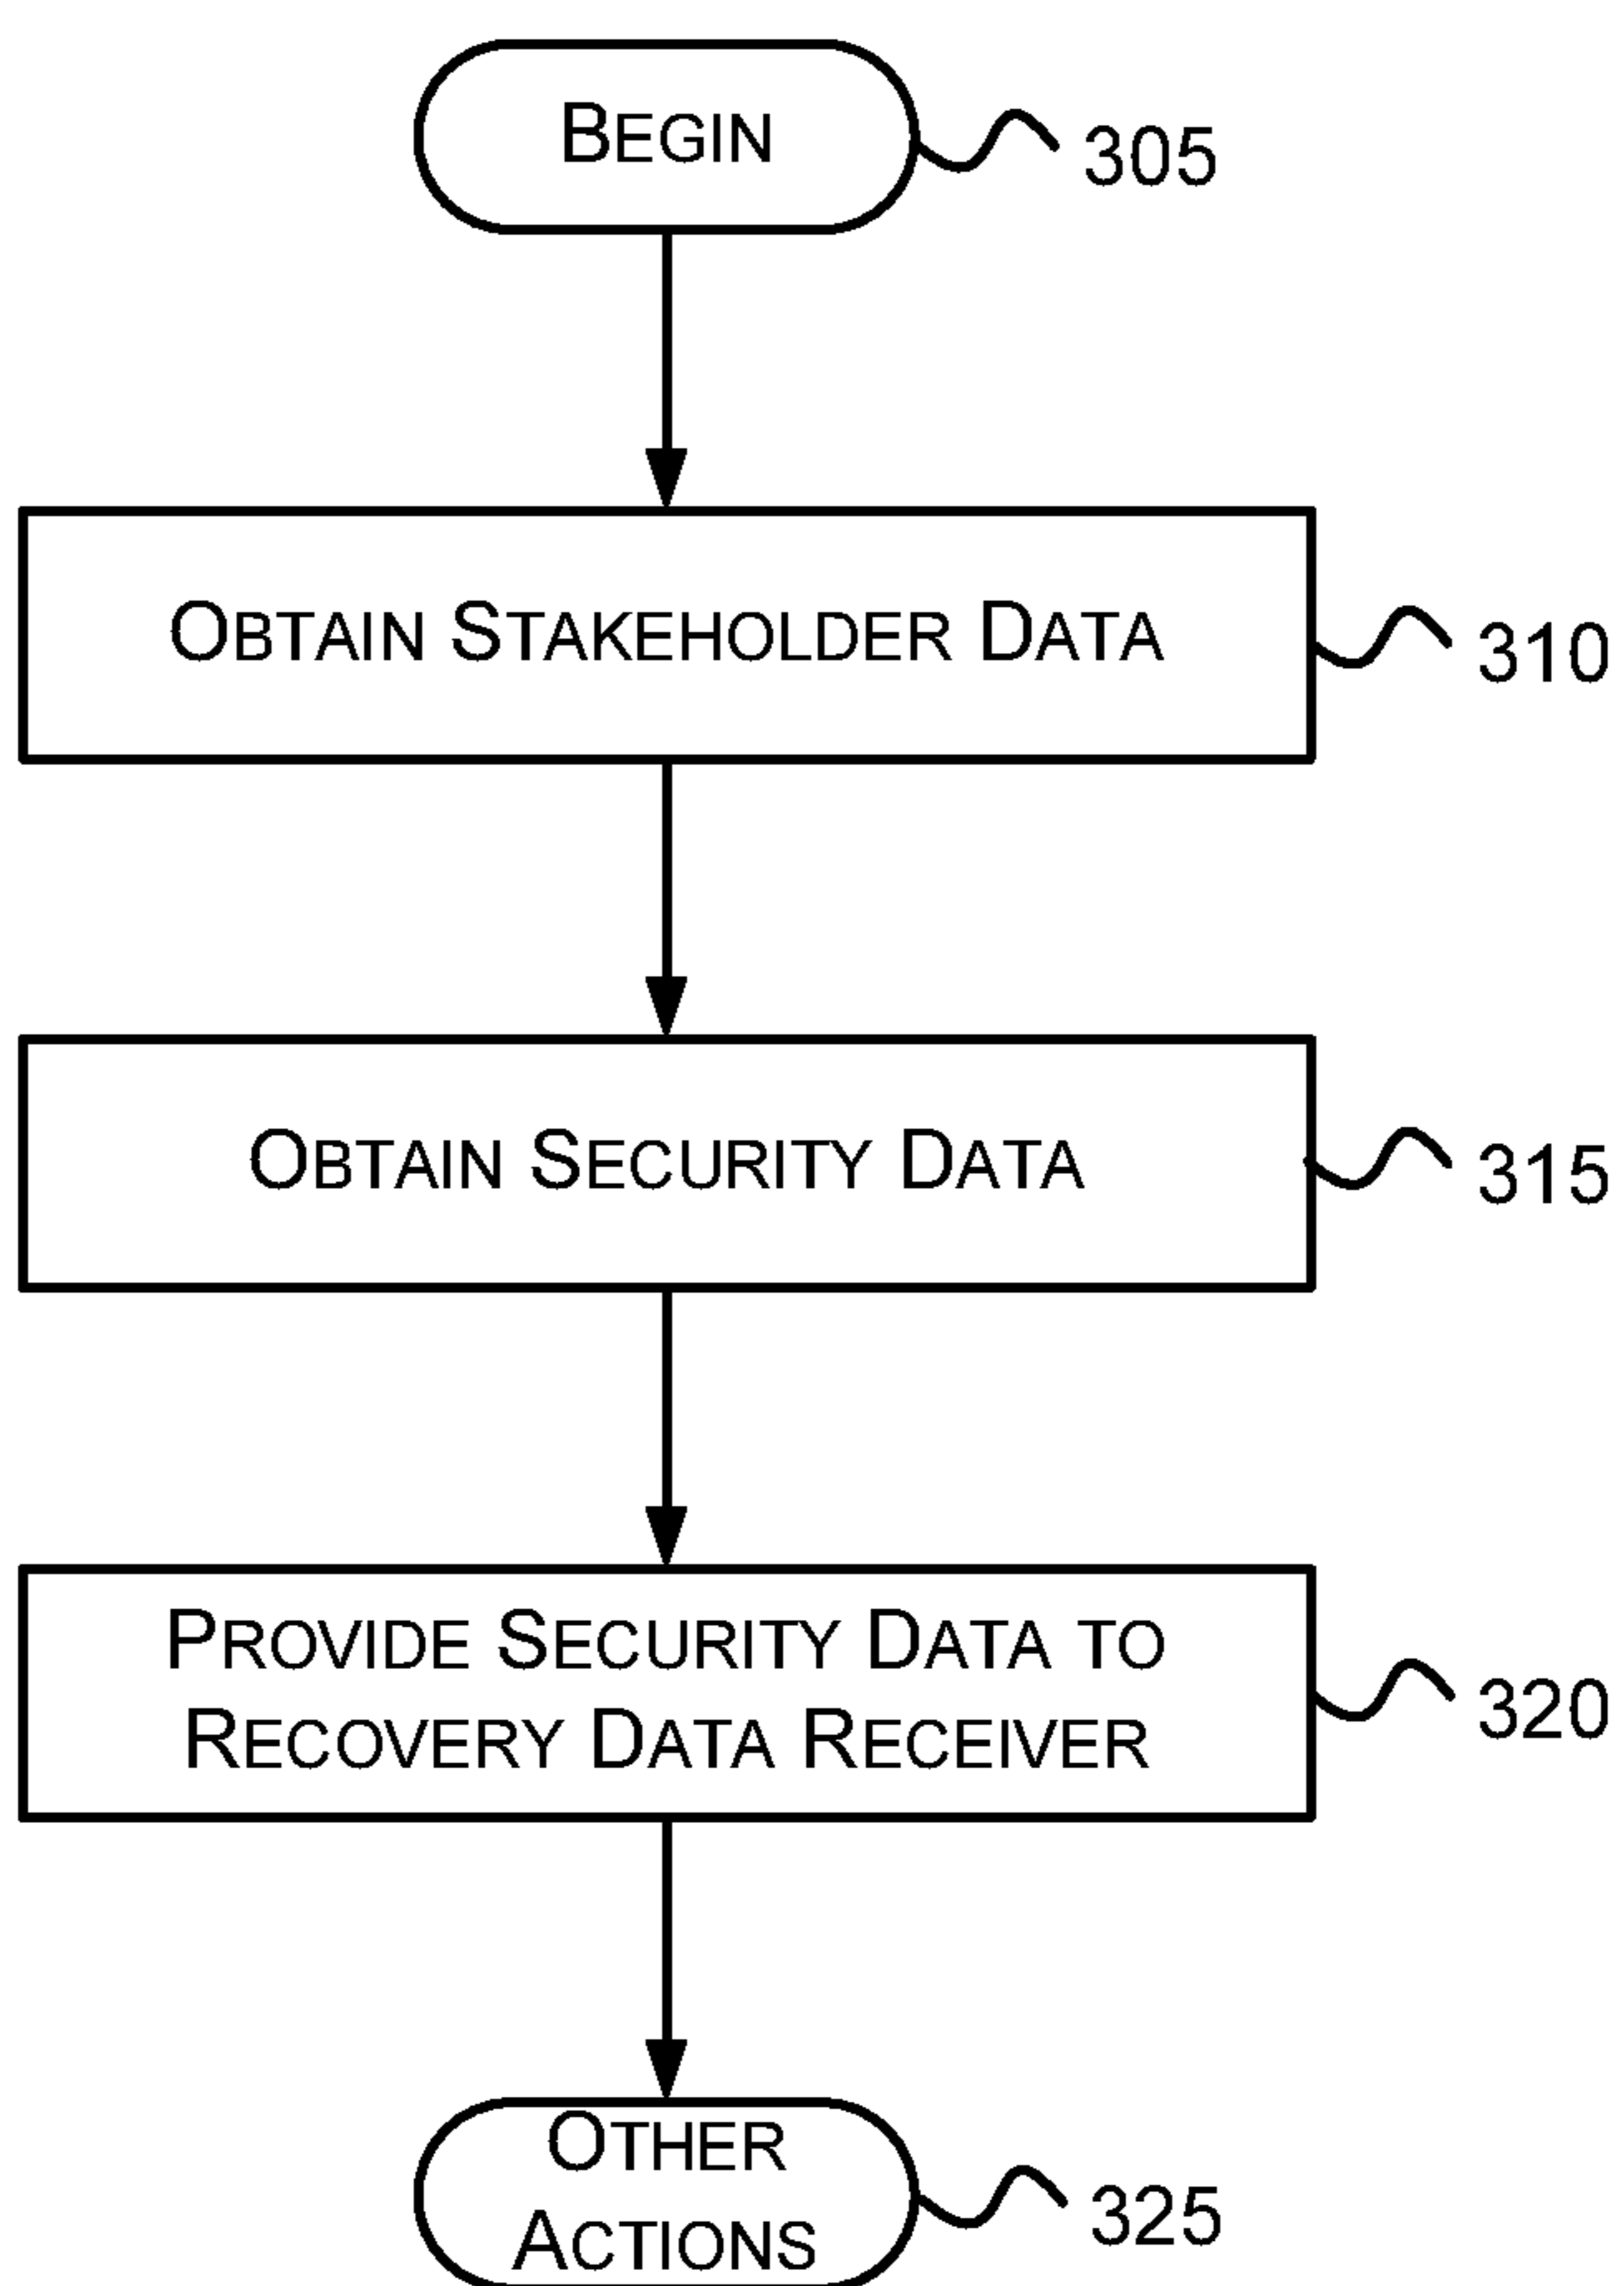 BEGIN
305
OBTAIN STAKEHOLDER DATA
310
OBTAIN SECURITY DATA
315
PROVIDE SECURITY DATA TO
RECOVERY DATA RECEIVER
320
OTHER
ACTIONS
325